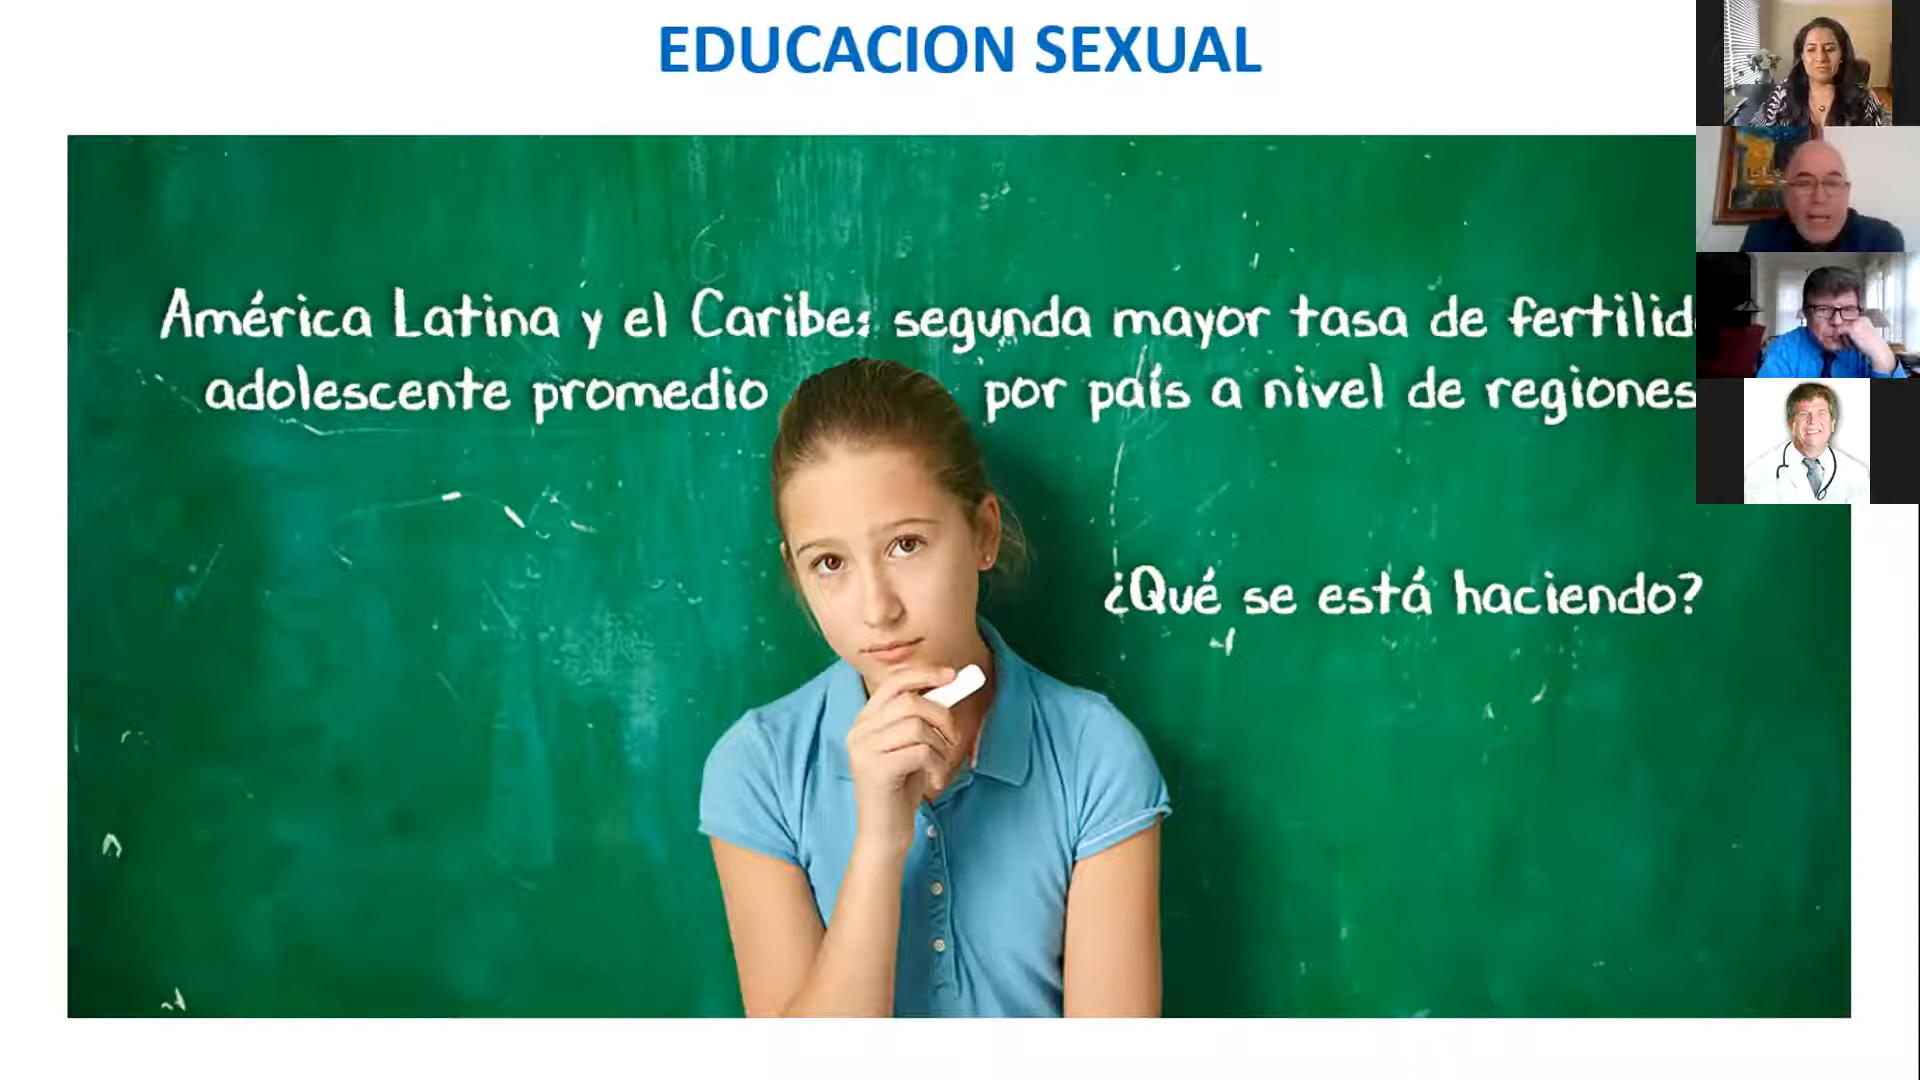 EDUCACION SEXUAL
América Latina y el Caribe: segunda mayor tasa de
adolescente promedio por país a nivel de regiones
¿Qué se está haciendo?